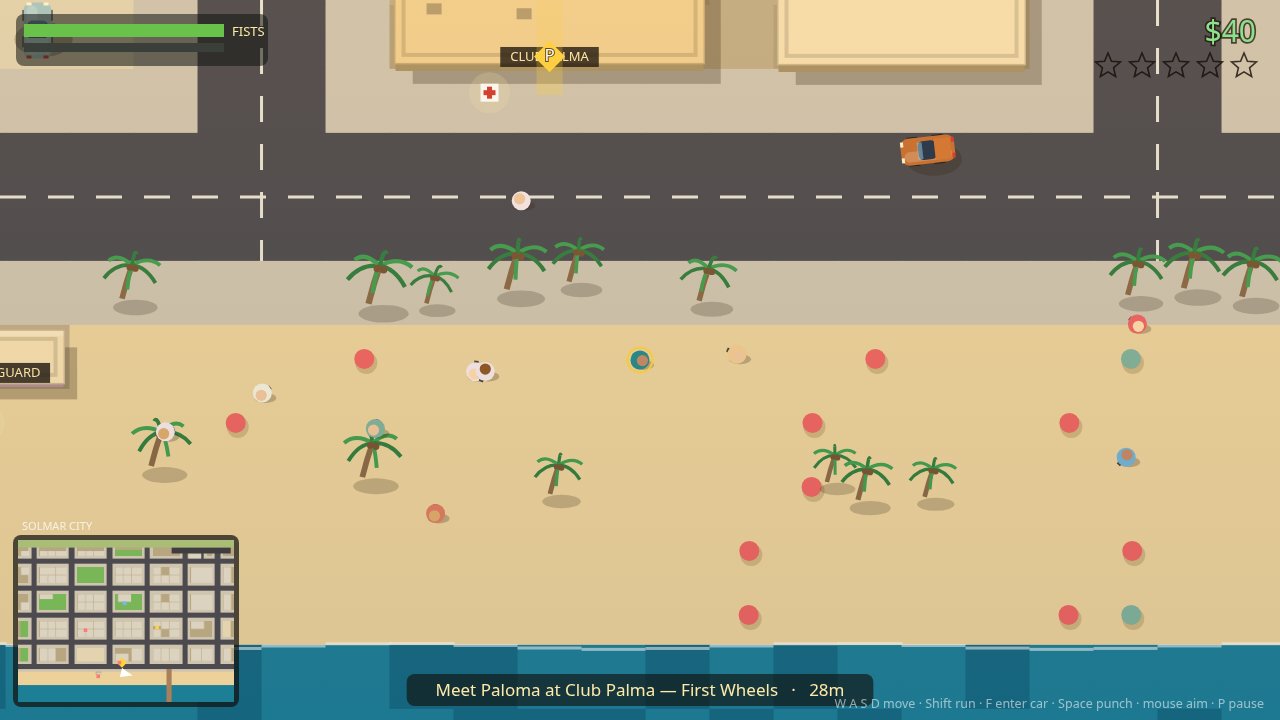 FISTS
$40
CLUB PALMA
P
GUARD
SOLMAR CITY
Meet Paloma at Club Palma — First Wheels · 28m
W A S D move · Shift run · F enter car · Space punch · mouse aim · P pause